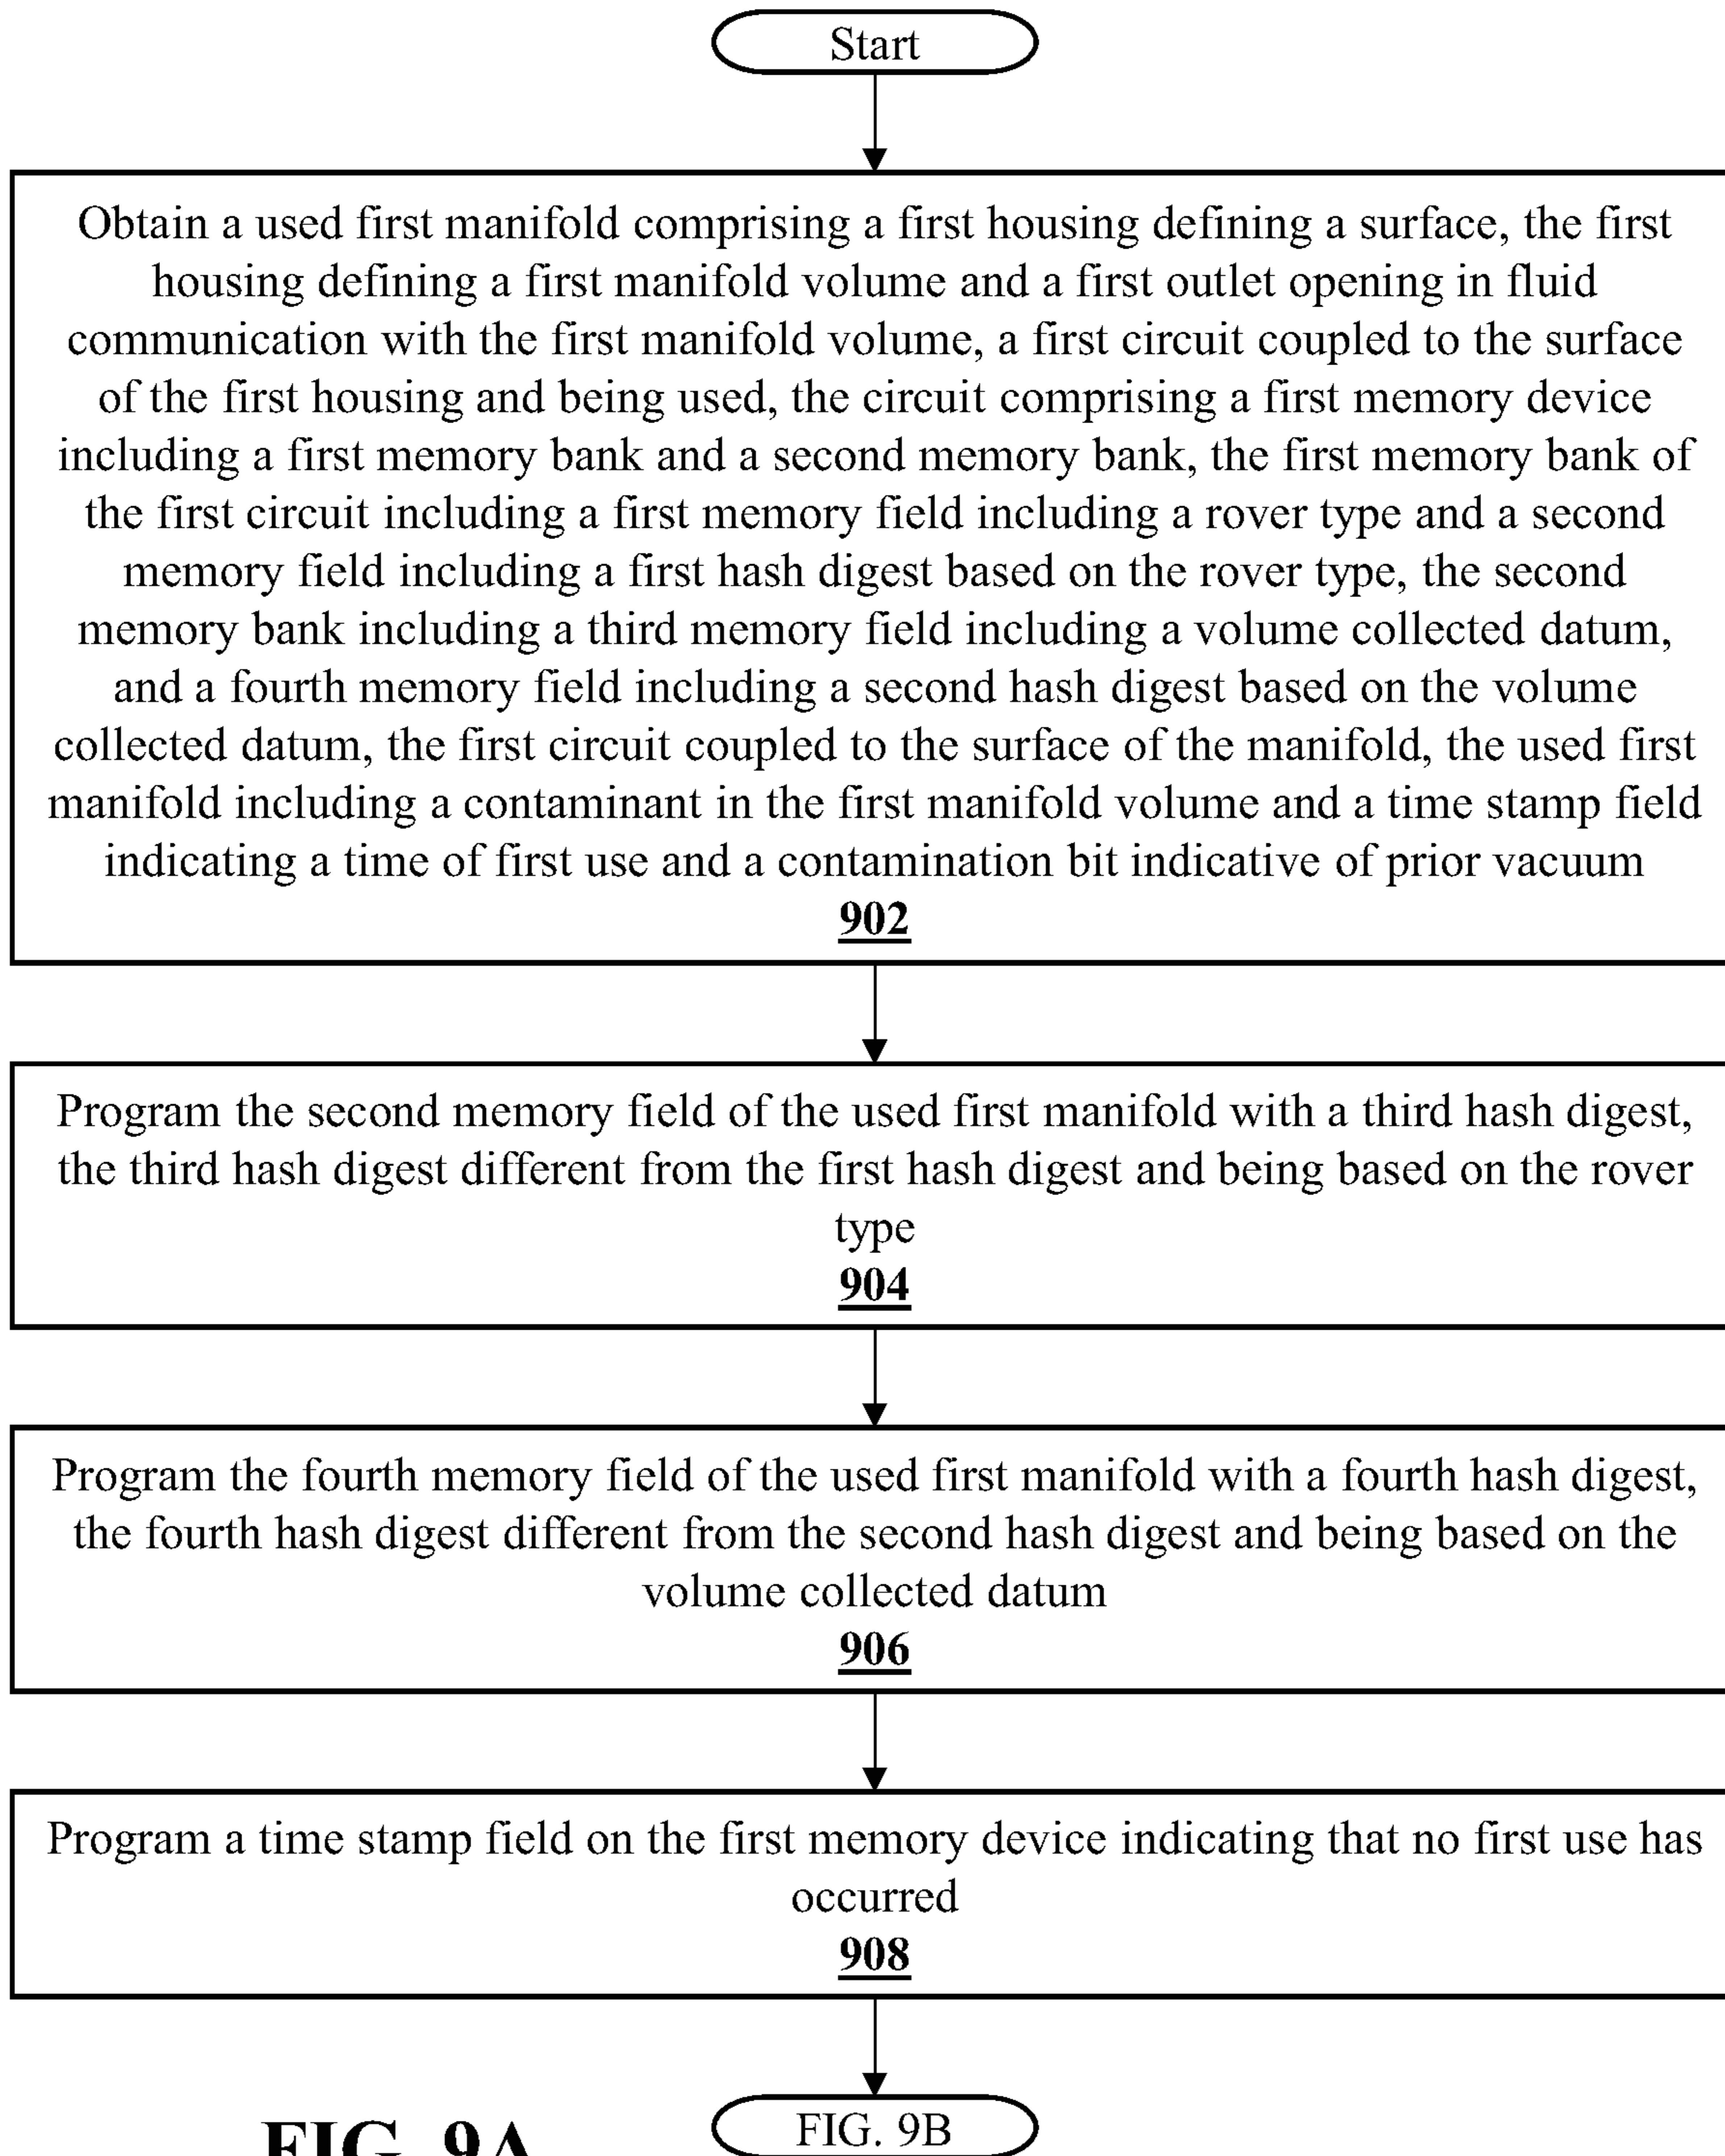 Start
Obtain a used first manifold comprising a first housing defining a surface, the first
housing defining a first manifold volume and a first outlet opening in fluid
communication with the first manifold volume, a first circuit coupled to the surface
of the first housing and being used, the circuit comprising a first memory device
including a first memory bank and a second memory bank, the first memory bank of
the first circuit including a first memory field including a rover type and a second
memory field including a first hash digest based on the rover type, the second
memory bank including a third memory field including a volume collected datum,
and a fourth memory field including a second hash digest based on the volume
collected datum, the first circuit coupled to the surface of the manifold, the used first
manifold including a contaminant in the first manifold volume and a time stamp field
indicating a time of first use and a contamination bit indicative of prior vacuum
902
Program the second memory field of the used first manifold with a third hash digest,
the third hash digest different from the first hash digest and being based on the rover
type
904
Program the fourth memory field of the used first manifold with a fourth hash digest,
the fourth hash digest different from the second hash digest and being based on the
volume collected datum
906
Program a time stamp field on the first memory device indicating that no first use has
occurred
908
FIG. 9B
FIG. 9A